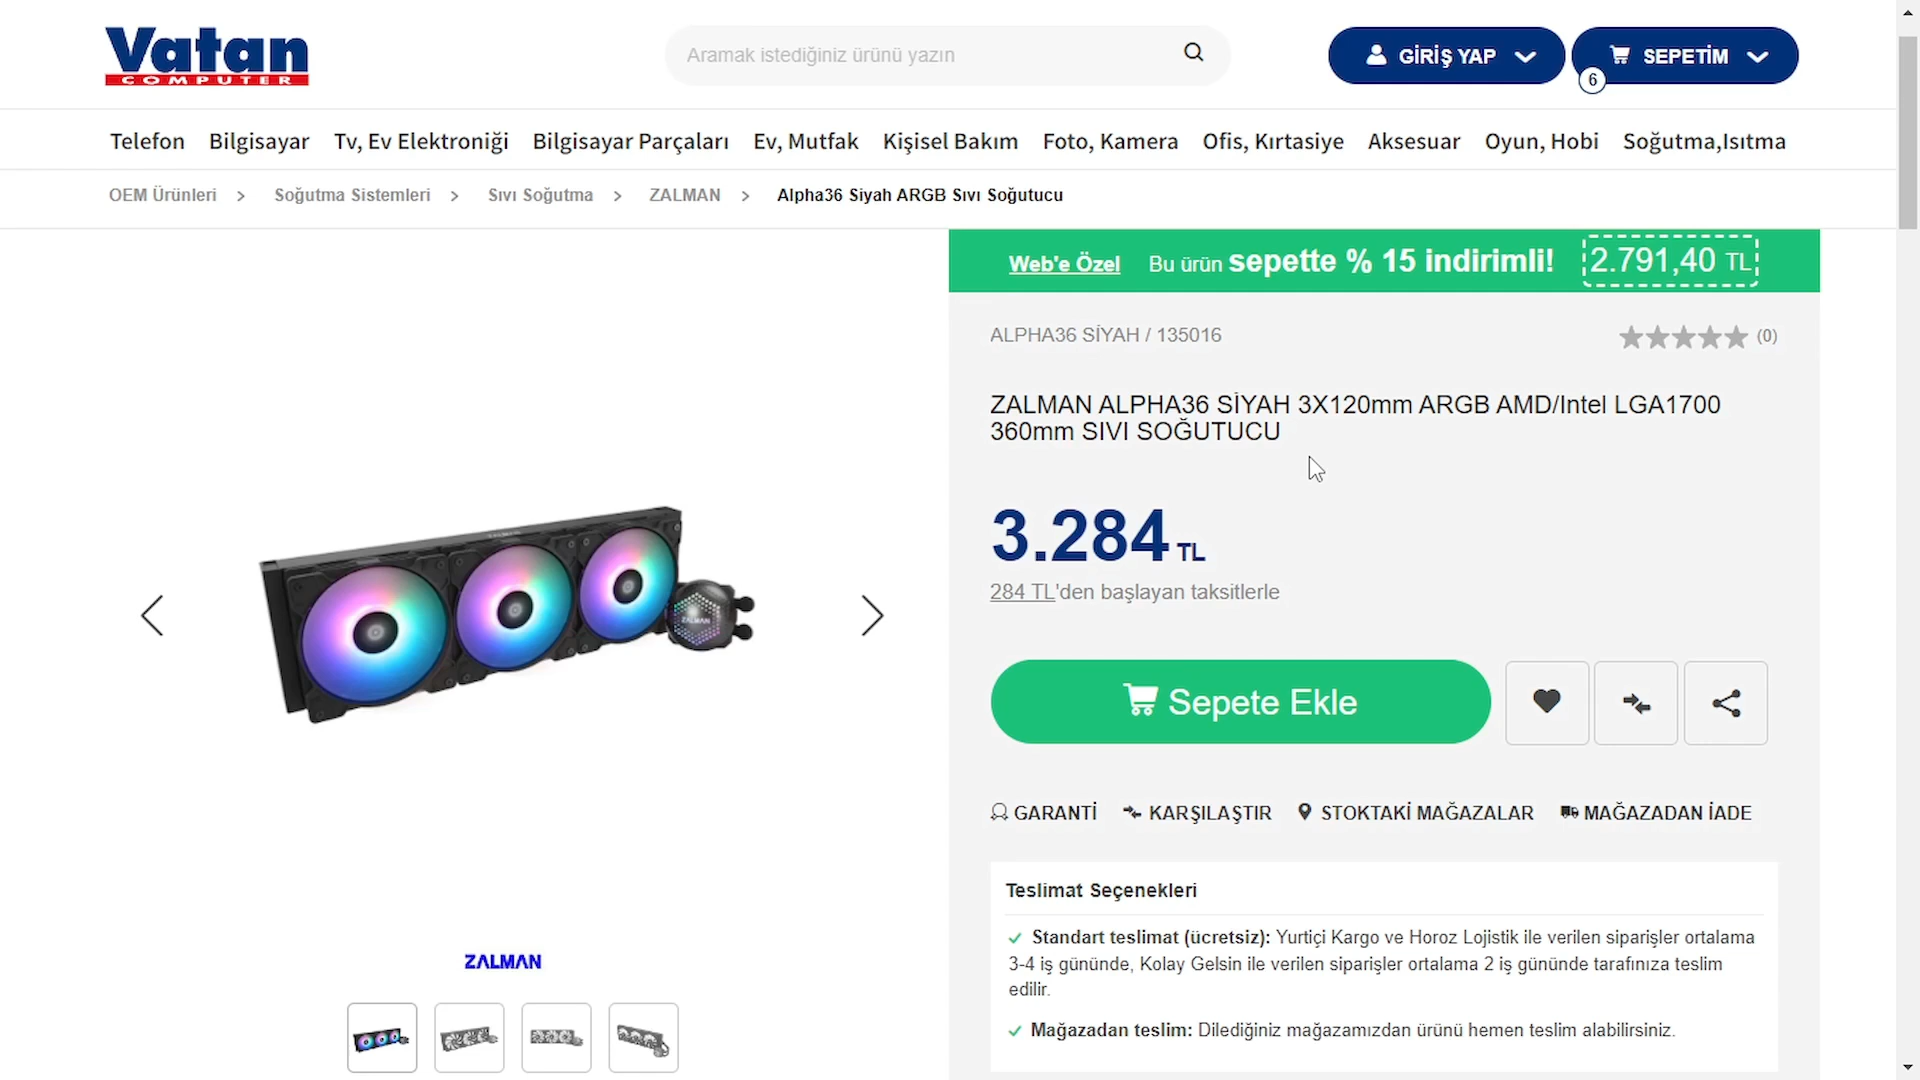 Vatan
COMPUTER
Aramak istediğiniz ürünü yazın
GİRİŞ YAP
SEPETİM
6
Telefon Bilgisayar Tv, Ev Elektroniği Bilgisayar Parçaları Ev, Mutfak Kişisel Bakım Foto, Kamera Ofis, Kırtasiye Aksesuar Oyun, Hobi Soğutma,Isıtma
OEM Ürünleri > Soğutma Sistemleri > Sıvı Soğutma > ZALMAN > Alpha36 Siyah ARGB Sıvı Soğutucu
Web'e Özel Bu ürün sepette % 15 indirimli! 2.791,40 TL
ALPHA36 SİYAH / 135016
(0)
ZALMAN ALPHA36 SİYAH 3X120mm ARGB AMD/Intel LGA1700
360mm SIVI SOĞUTUCU
3.284 TL
284 TL'den başlayan taksitlerle
ZALMAN
Sepete Ekle
GARANTİ KARŞILAŞTIR STOKTAKİ MAĞAZALAR MAĞAZADAN İADE
Teslimat Seçenekleri
Standart teslimat (ücretsiz): Yurtiçi Kargo ve Horoz Lojistik ile verilen siparişler ortalama
3-4 iş gününde, Kolay Gelsin ile verilen siparişler ortalama 2 iş gününde tarafınıza teslim
edilir.
Mağazadan teslim: Dilediğiniz mağazamızdan ürünü hemen teslim alabilirsiniz.
ZALMAN